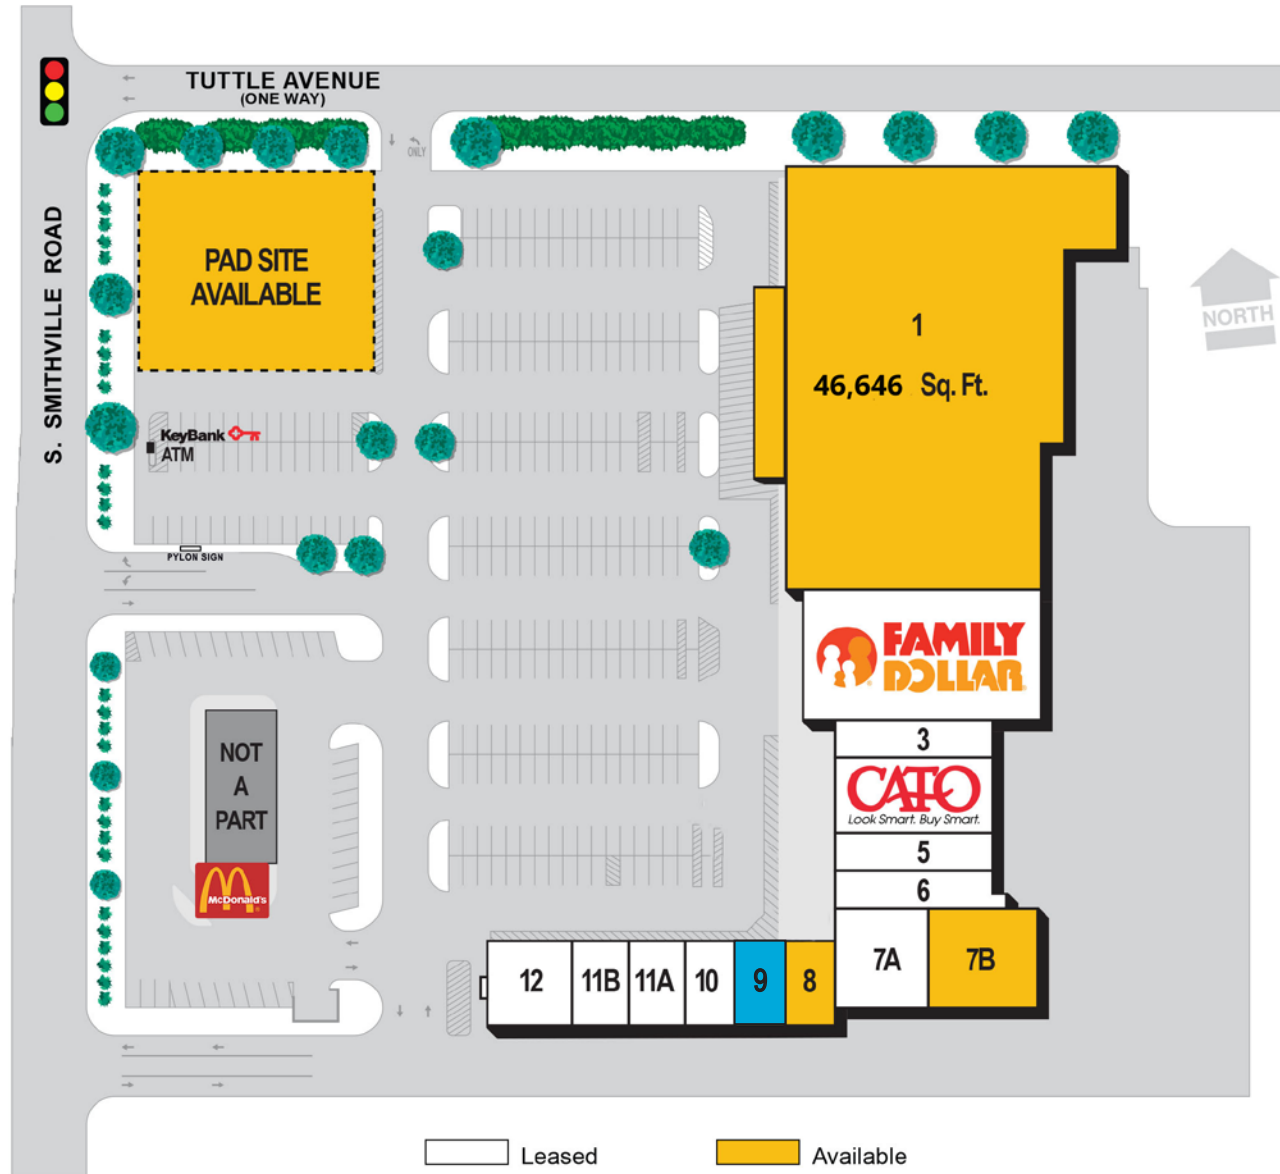 TUTTLE AVENUE
(ONE WAY)
ONLY
S. SMITHVILLE ROAD
PAD SITE
AVAILABLE
1
46,646 Sq. Ft.
NORTH
KeyBank
ATM
PYLON SIGN
FAMILY
DOLLAR
3
CATO
Look Smart. Buy Smart.
5
6
NOT
A
PART
McDonald's
7A
7B
12
11B
11A
10
9
8
Leased
Available